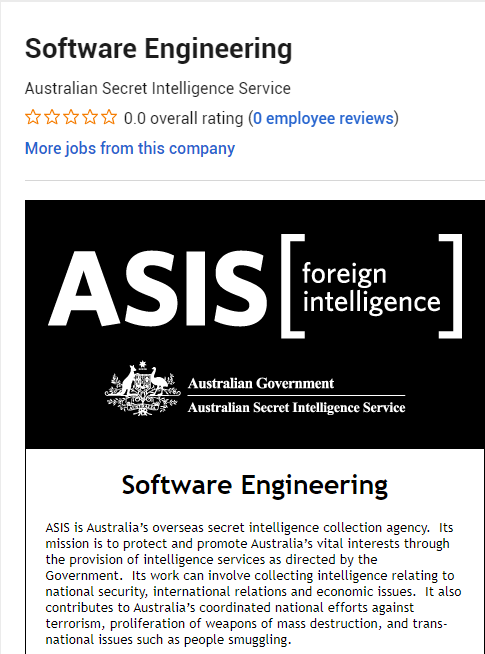 Software Engineering
Australian Secret Intelligence Service
0.0 overall rating (0 employee reviews)
More jobs from this company
ASIS [foreign
intelligence]
Australian Government
Australian Secret Intelligence Service
Software Engineering
ASIS is Australia’s overseas secret intelligence collection agency.  Its
mission is to protect and promote Australia’s vital interests through
the provision of intelligence services as directed by the
Government.  Its work can involve collecting intelligence relating to
national security, international relations and economic issues.  It also
contributes to Australia’s coordinated national efforts against
terrorism, proliferation of weapons of mass destruction, and trans-
national issues such as people smuggling.